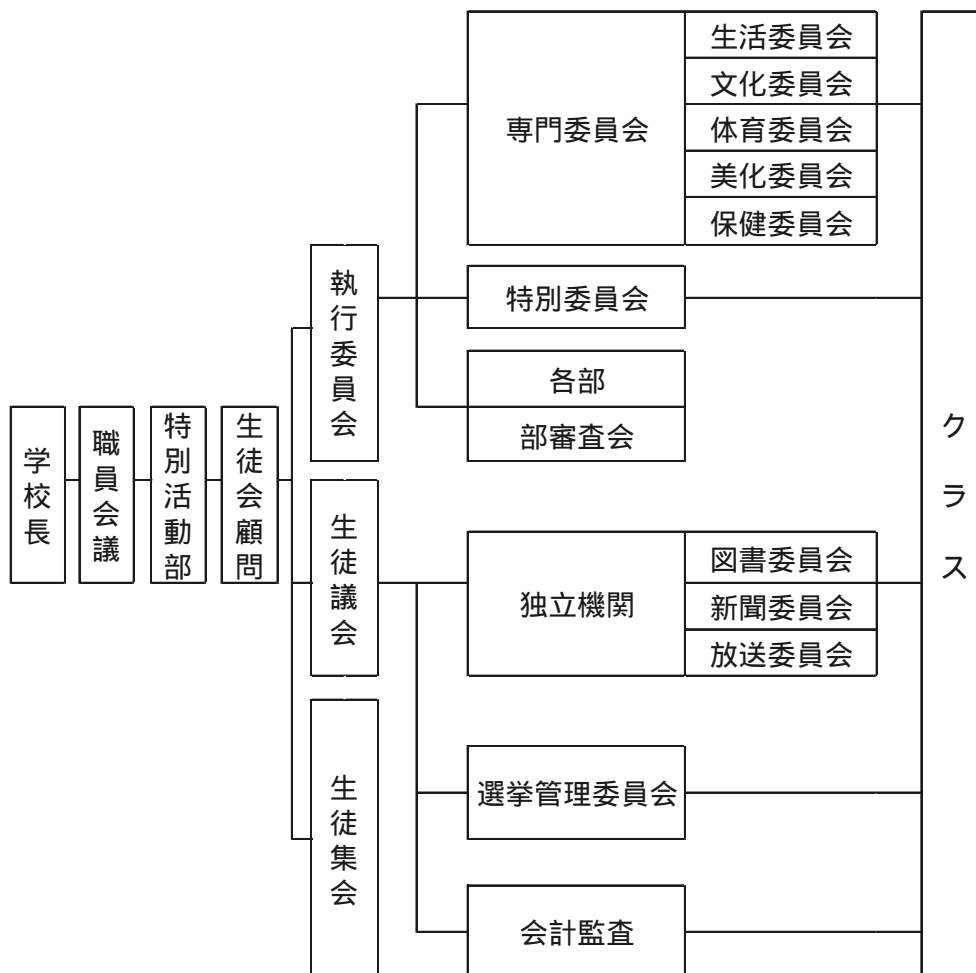 学校長
職員会議
特別活動部
生徒会顧問
執行委員会
専門委員会
生活委員会
文化委員会
体育委員会
美化委員会
保健委員会
特別委員会
各部
部審査会
生徒議会
独立機関
図書委員会
新聞委員会
放送委員会
選挙管理委員会
会計監査
生徒集会
クラス